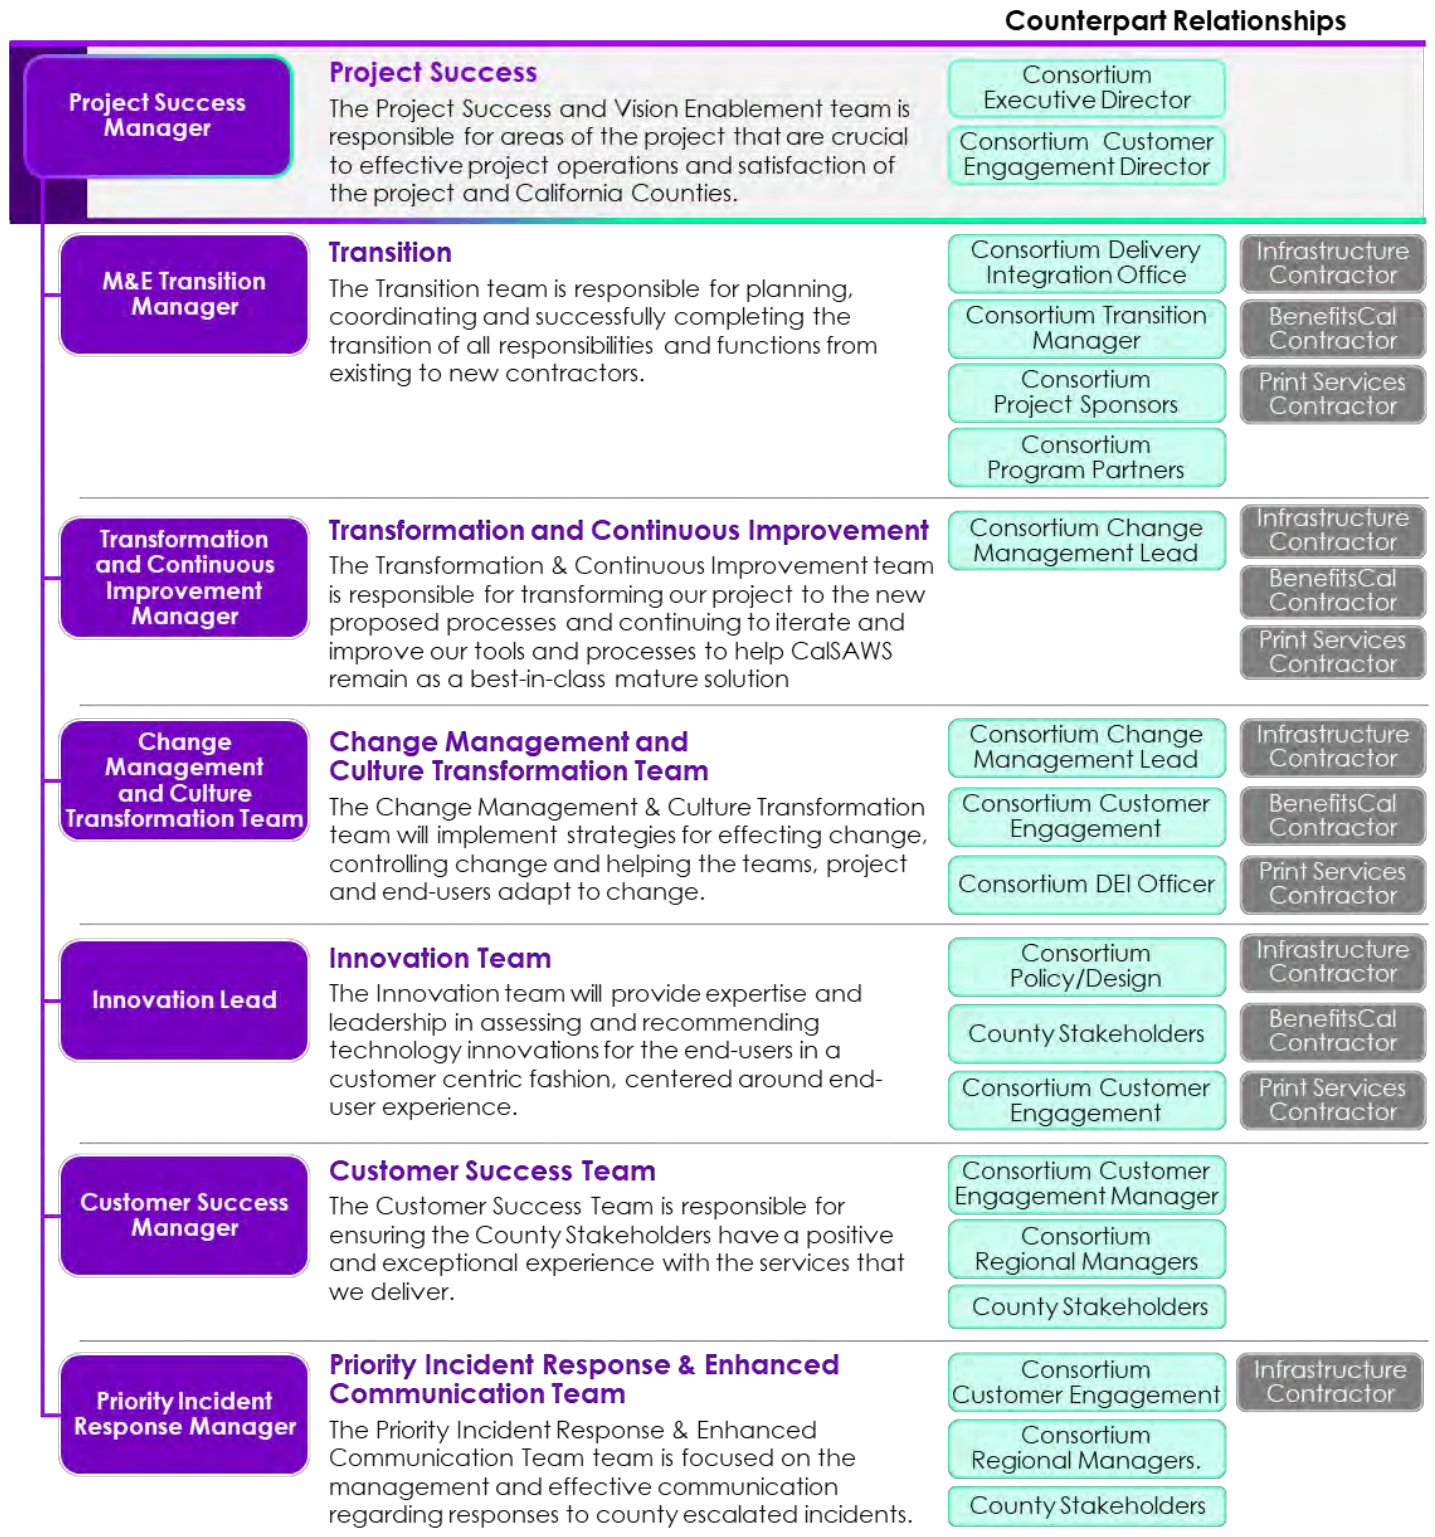 Counterpart Relationships
Project Success
Manager
Project Success
The Project Success and Vision Enablement team is
responsible for areas of the project that are crucial
to effective project operations and satisfaction of
the project and California Counties.
Consortium
Executive Director
Consortium Customer
Engagement Director
M&E Transition
Manager
Transition
The Transition team is responsible for planning,
coordinating and successfully completing the
transition of all responsibilities and functions from
existing to new contractors.
Consortium Delivery
Integration Office
Consortium Transition
Manager
Consortium
Project Sponsors
Consortium
Program Partners
Infrastructure
Contractor
BenefitsCal
Contractor
Print Services
Contractor
Transformation
and Continuous
Improvement
Manager
Transformation and Continuous Improvement
The Transformation & Continuous Improvement team
is responsible for transforming our project to the new
proposed processes and continuing to iterate and
improve our tools and processes to help CalSAWS
remain as a best-in-class mature solution
Consortium Change
Management Lead
Infrastructure
Contractor
BenefitsCal
Contractor
Print Services
Contractor
Change
Management
and Culture
Transformation Team
Change Management and
Culture Transformation Team
The Change Management & Culture Transformation
team will implement strategies for effecting change,
controlling change and helping the teams, project
and end-users adapt to change.
Consortium Change
Management Lead
Consortium Customer
Engagement
Consortium DEI Officer
Infrastructure
Contractor
BenefitsCal
Contractor
Print Services
Contractor
Innovation Lead
Innovation Team
The Innovation team will provide expertise and
leadership in assessing and recommending
technology innovations for the end-users in a
customer centric fashion, centered around end-
user experience.
Consortium
Policy/Design
County Stakeholders
Consortium Customer
Engagement
Infrastructure
Contractor
BenefitsCal
Contractor
Print Services
Contractor
Customer Success
Manager
Customer Success Team
The Customer Success Team is responsible for
ensuring the County Stakeholders have a positive
and exceptional experience with the services that
we deliver.
Consortium Customer
Engagement Manager
Consortium
Regional Managers
County Stakeholders
Priority Incident
Response Manager
Priority Incident Response & Enhanced
Communication Team
The Priority Incident Response & Enhanced
Communication Team team is focused on the
management and effective communication
regarding responses to county escalated incidents.
Consortium
Customer Engagement
Consortium
Regional Managers.
County Stakeholders
Infrastructure
Contractor